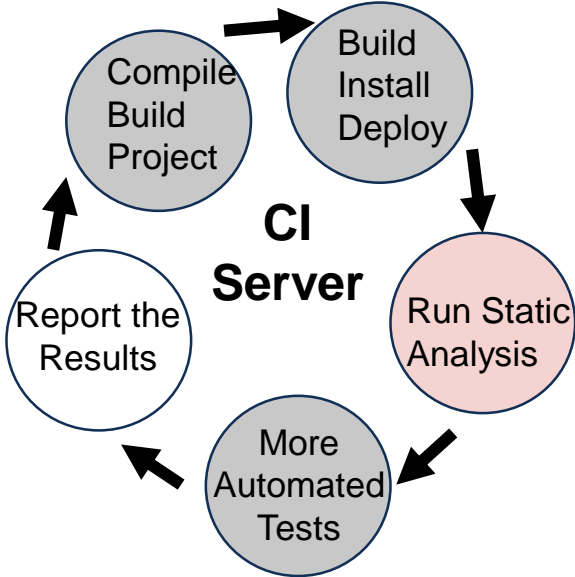 Compile
Build
Project
Build
Install
Deploy
CI
Server
Run Static
Analysis
Report the
Results
More
Automated
Tests